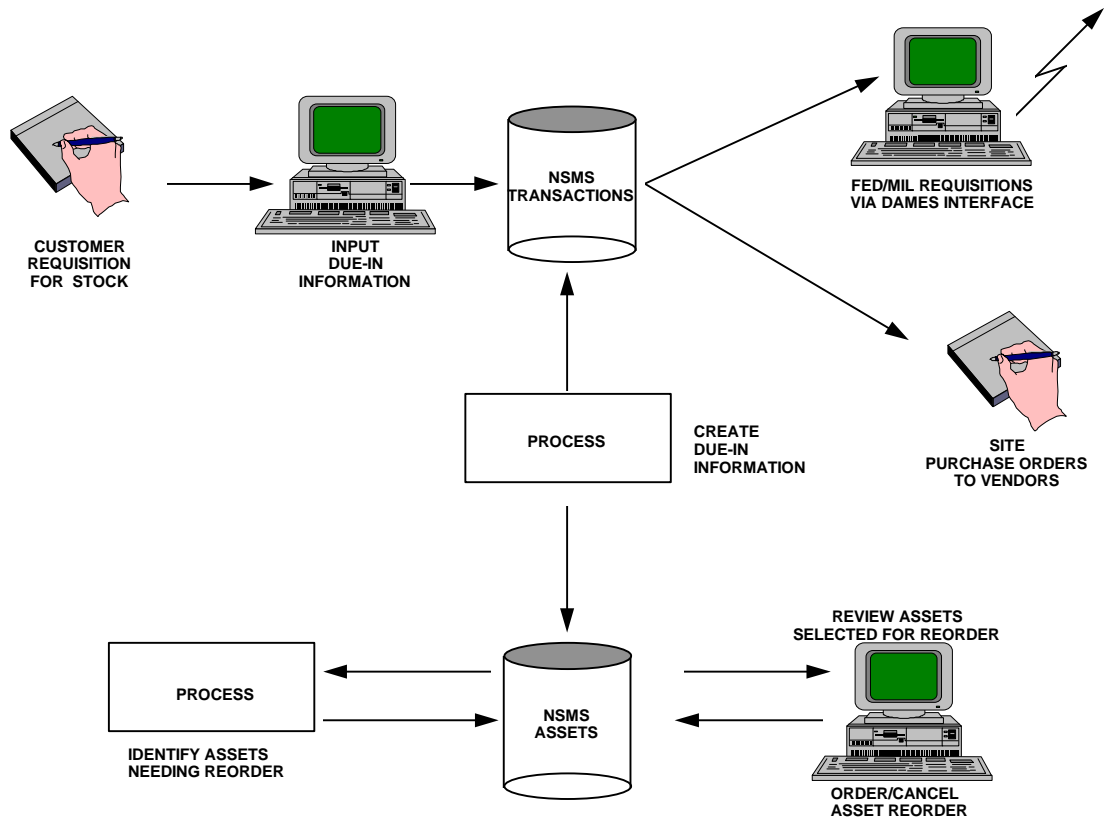 CUSTOMER
REQUISITION
FOR STOCK
INPUT
DUE-IN
INFORMATION
NSMS
TRANSACTIONS
FED/MIL REQUISITIONS
VIA DAMES INTERFACE
SITE
PURCHASE ORDERS
TO VENDORS
PROCESS
CREATE
DUE-IN
INFORMATION
PROCESS
IDENTIFY ASSETS
NEEDING REORDER
NSMS
ASSETS
REVIEW ASSETS
SELECTED FOR REORDER
ORDER/CANCEL
ASSET REORDER